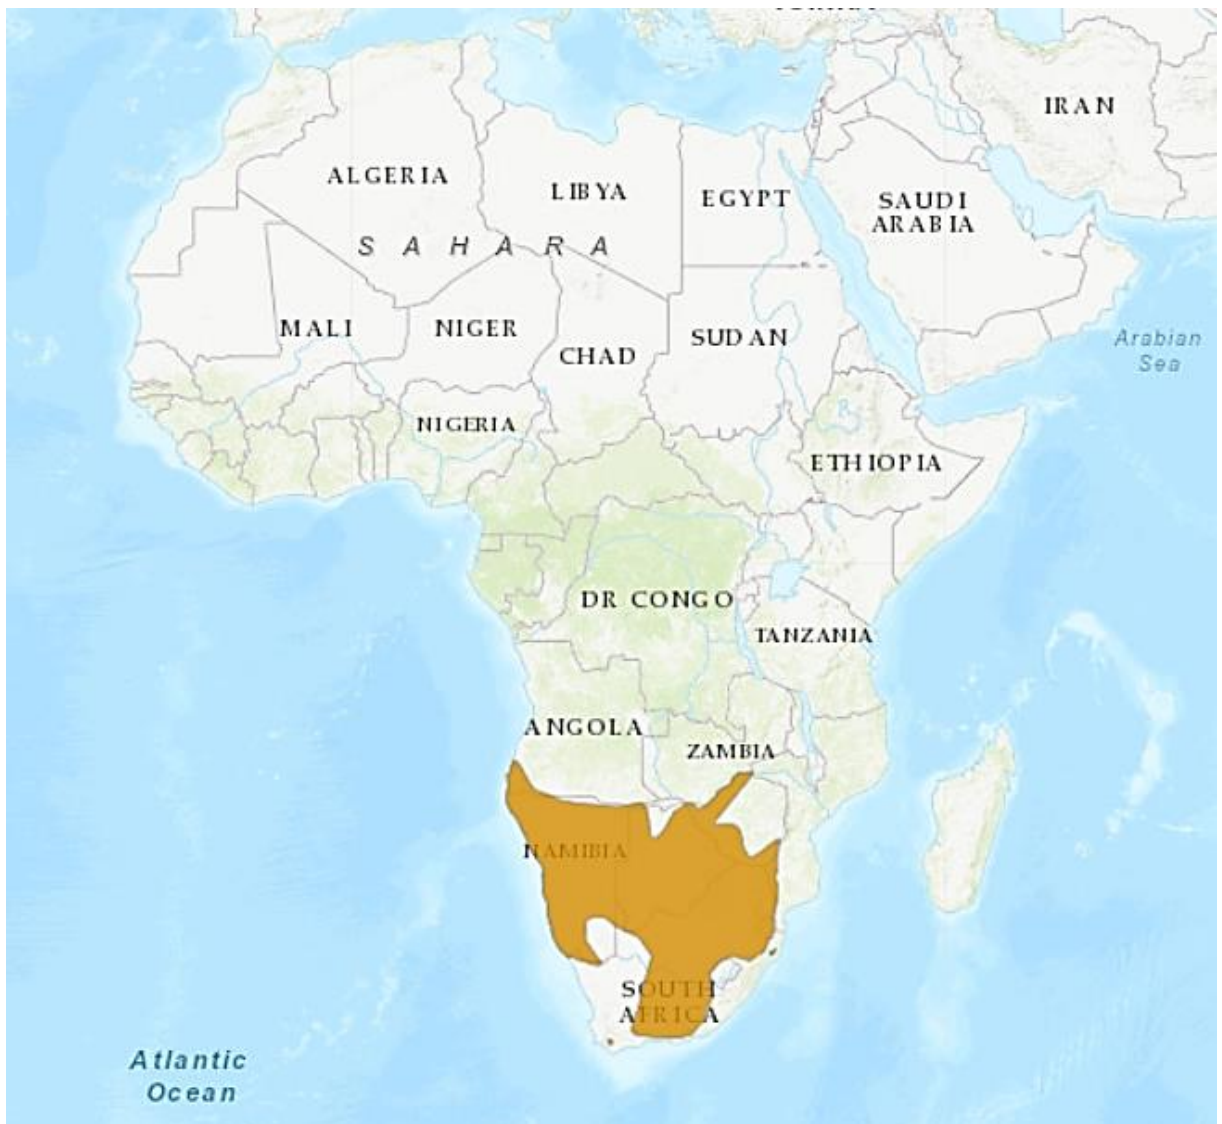 IRAN
ALGERIA
LIBYA
EGYPT
SAUDI
ARABIA
SAHARA
MALI
NIGER
CHAD
SUDAN
Arabian
Sea
NIGERIA
ETHIOPIA
DR CONGO
TANZANIA
ANGOLA
ZAMBIA
NAMIBIA
SOUTH
AFRICA
Atlantic
Ocean